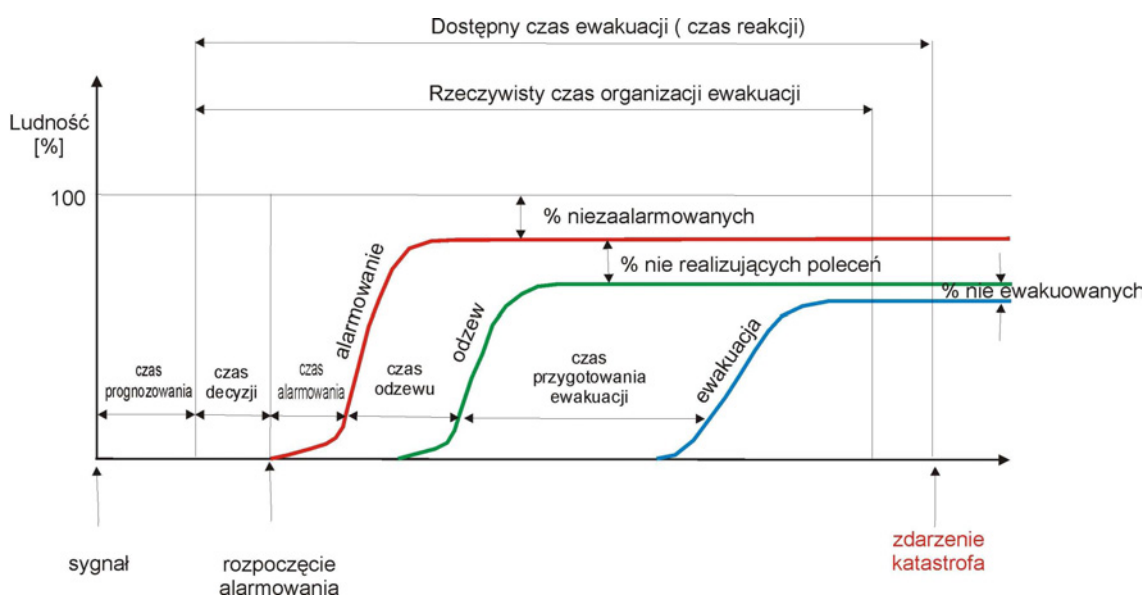 Dostępny czas ewakuacji ( czas reakcji)
Rzeczywisty czas organizacji ewakuacji
Ludność
[%]
100
% niezaalarmowanych
% nie realizujących poleceń
% nie ewakuowanych
alarmowanie
odzew
ewakuacja
czas
prognozowania
czas
decyzji
czas
alarmowania
czas
odzewu
czas
przygotowania
ewakuacji
sygnał
rozpoczęcie
alarmowania
zdarzenie
katastrofa